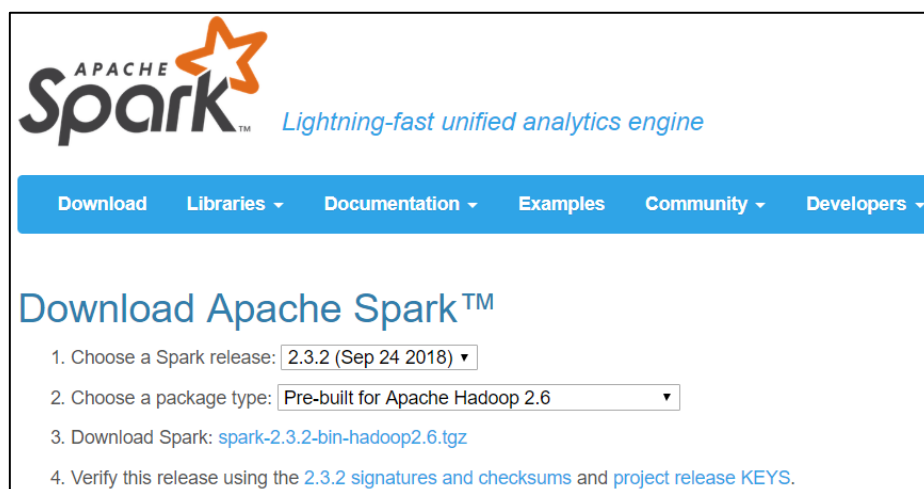 APACHE
Spark™ Lightning-fast unified analytics engine
Download Libraries Documentation Examples Community Developers
Download Apache Spark™
1. Choose a Spark release: 2.3.2 (Sep 24 2018)
2. Choose a package type: Pre-built for Apache Hadoop 2.6
3. Download Spark: spark-2.3.2-bin-hadoop2.6.tgz
4. Verify this release using the 2.3.2 signatures and checksums and project release KEYS.